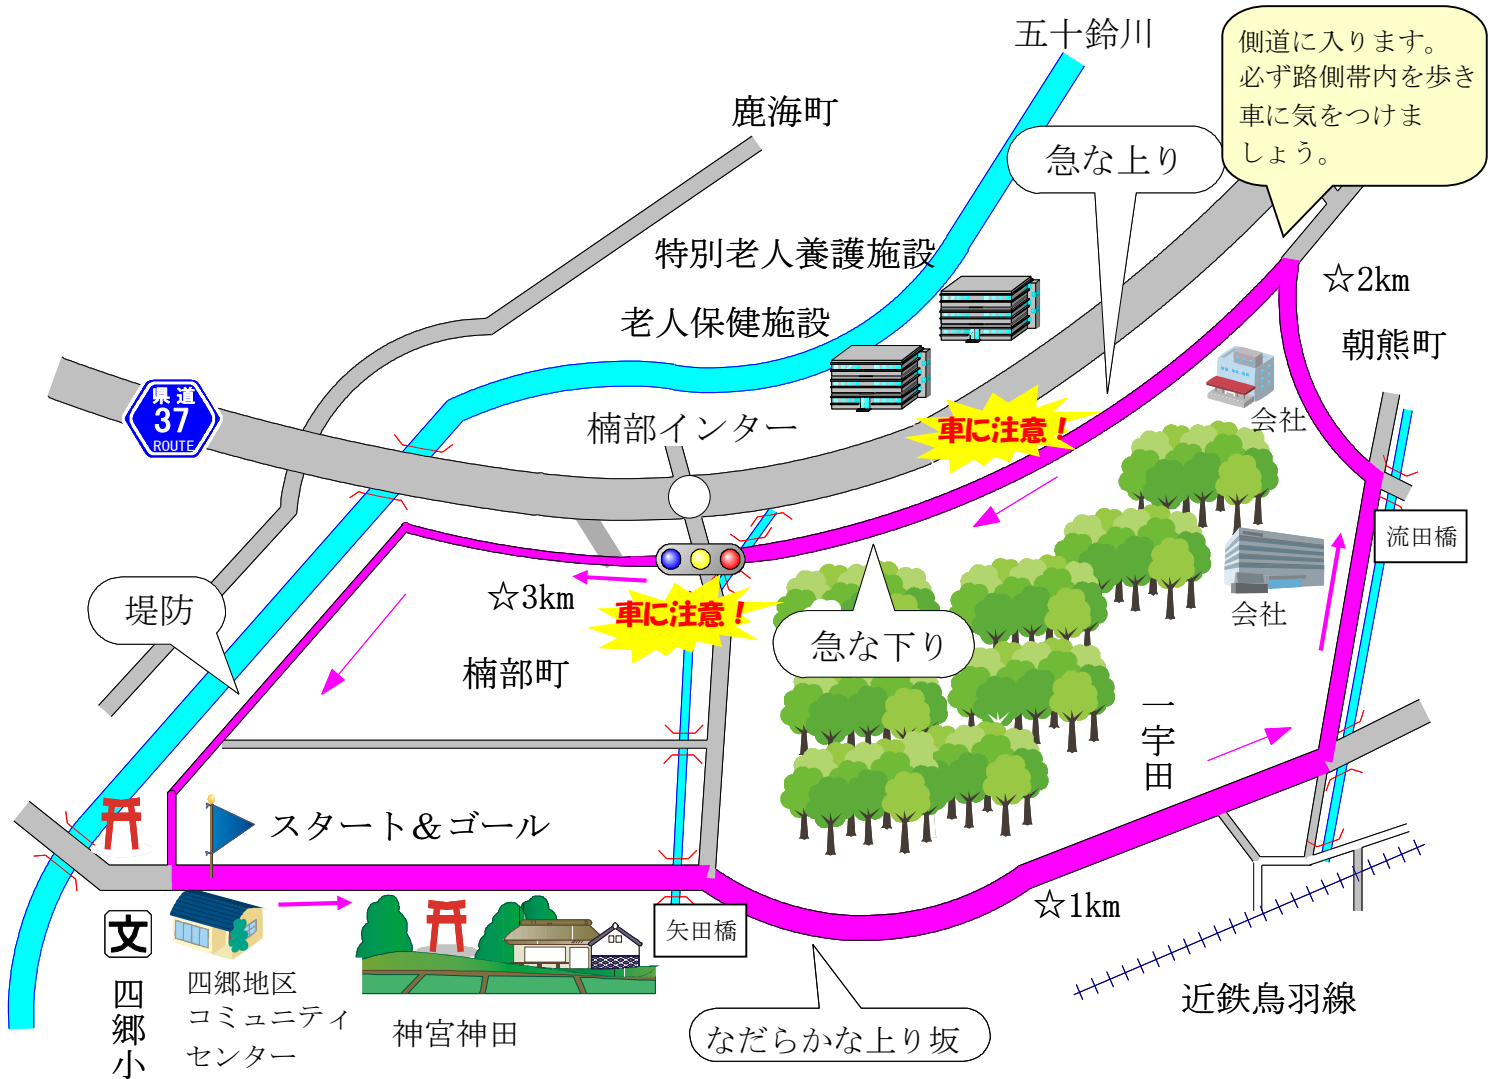 五十鈴川
側道に入ります。
必ず路側帯内を歩き
車に気をつけま
しょう。
鹿海町
急な上り
特別老人養護施設
☆2km
老人保健施設
朝熊町
県道
37
ROUTE
楠部インター
車に注意！
会社
流田橋
☆3km
車に注意！
堤防
会社
急な下り
楠部町
一宇田
スタート＆ゴール
☆1km
文
矢田橋
四郷小
四郷地区
コミュニティ
センター
神宮神田
近鉄鳥羽線
なだらかな上り坂